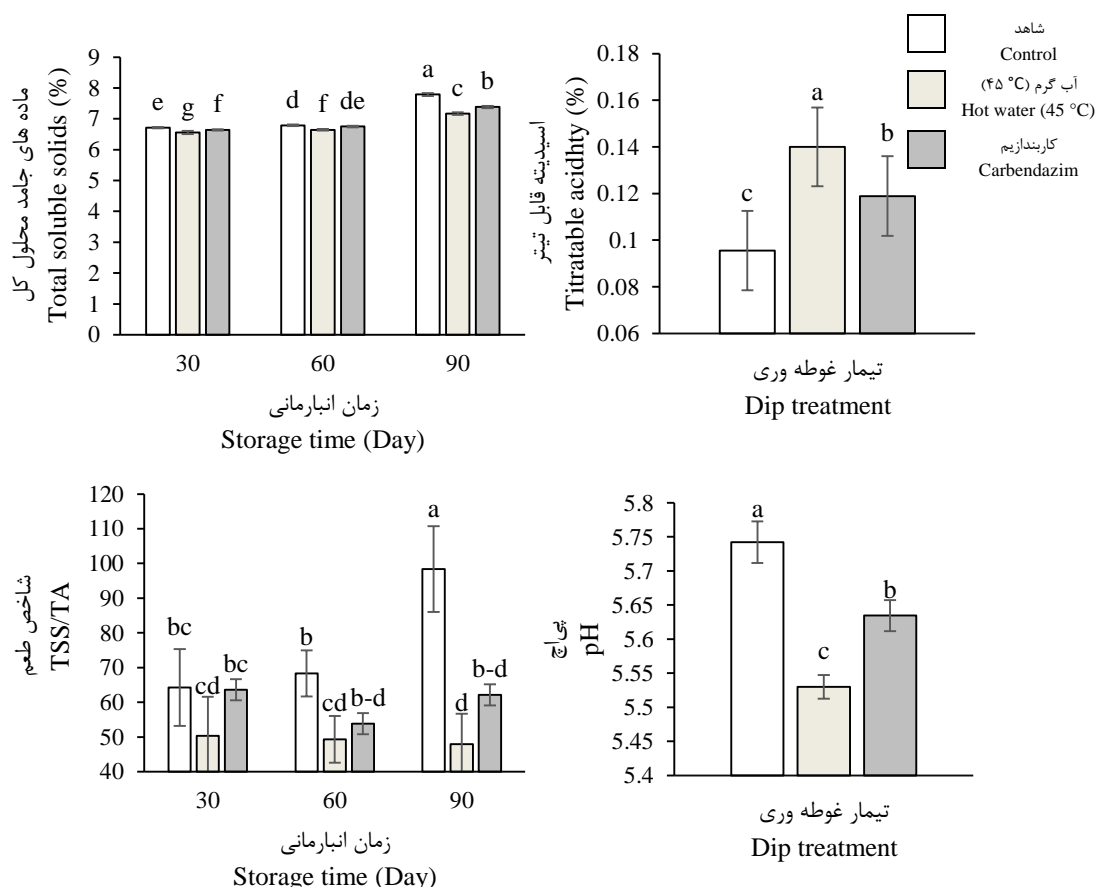 ماده های جامد محلول کل
Total soluble solids (%)
9
8
7
6
5
4
3
2
1
0
e
g
f
d
f
de
a
c
b
30
60
90
زمان انبارمانی
Storage time (Day)
اسیدیته قابل تیتر
Titratable acidhty (%)
0.18
0.16
0.14
0.12
0.1
0.08
0.06
c
a
b
تیمار غوطه وری
Dip treatment
شاهد
Control
آب گرم (۴۵ °C)
Hot water (45 °C)
کاربندازیم
Carbendazim
شاخص طعم
TSS/TA
120
110
100
90
80
70
60
50
40
bc
cd
bc
b
cd
b-d
a
d
b-d
30
60
90
زمان انبارمانی
Storage time (Day)
پی‌اچ
pH
5.8
5.75
5.7
5.65
5.6
5.55
5.5
5.45
5.4
a
c
b
تیمار غوطه وری
Dip treatment